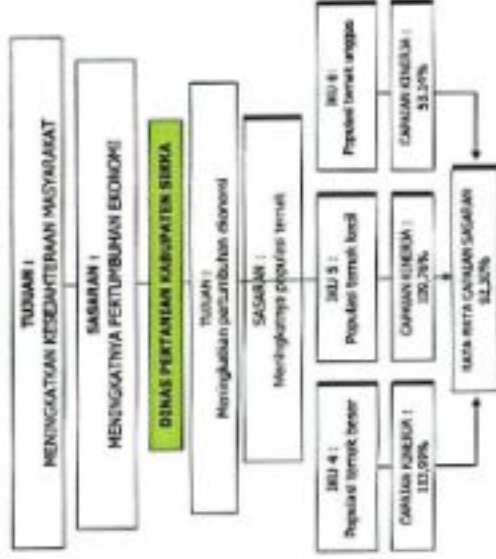 TUJUAN :
MENINGKATKAN KESEJAHTERAAN MASYARAKAT
SASARAN :
MENINGKATNYA PERTUMBUHAN EKONOMI
DINAS PERTANIAN KABUPATEN SIKKA
TUJUAN :
Meningkatkan pertumbuhan ekonomi
SASARAN :
Meningkatnya populasi ternak
IKU 4 :
Populasi ternak besar
CAPAIAN KINERJA :
IKU 5 :
Populasi ternak kecil
CAPAIAN KINERJA :
IKU 6 :
Populasi ternak unggas
CAPAIAN KINERJA :
53,14%
RATA-RATA CAPAIAN SASARAN